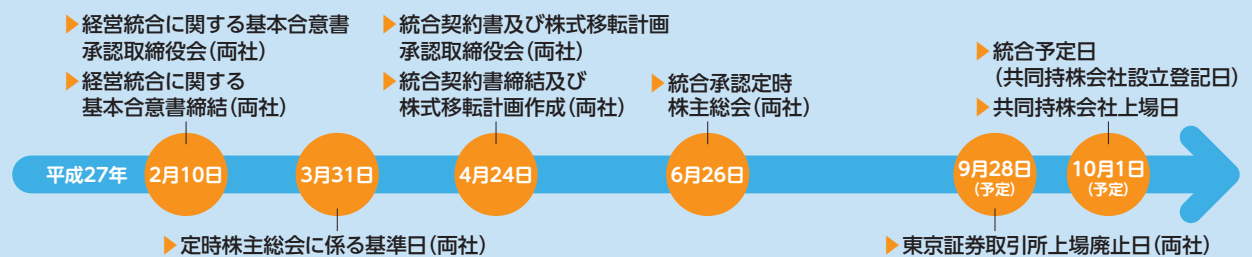 ▶経営統合に関する基本合意書
承認取締役会(両社)
▶経営統合に関する
基本合意書締結(両社)
▶統合契約書及び株式移転計画
承認取締役会(両社)
▶統合契約書締結及び
株式移転計画作成(両社)
▶統合承認定時
株主総会(両社)
▶統合予定日
(共同持株会社設立登記日)
▶共同持株会社上場日
平成27年
2月10日
3月31日
4月24日
6月26日
9月28日
(予定)
10月1日
(予定)
▶定時株主総会に係る基準日(両社)
▶東京証券取引所上場廃止日(両社)